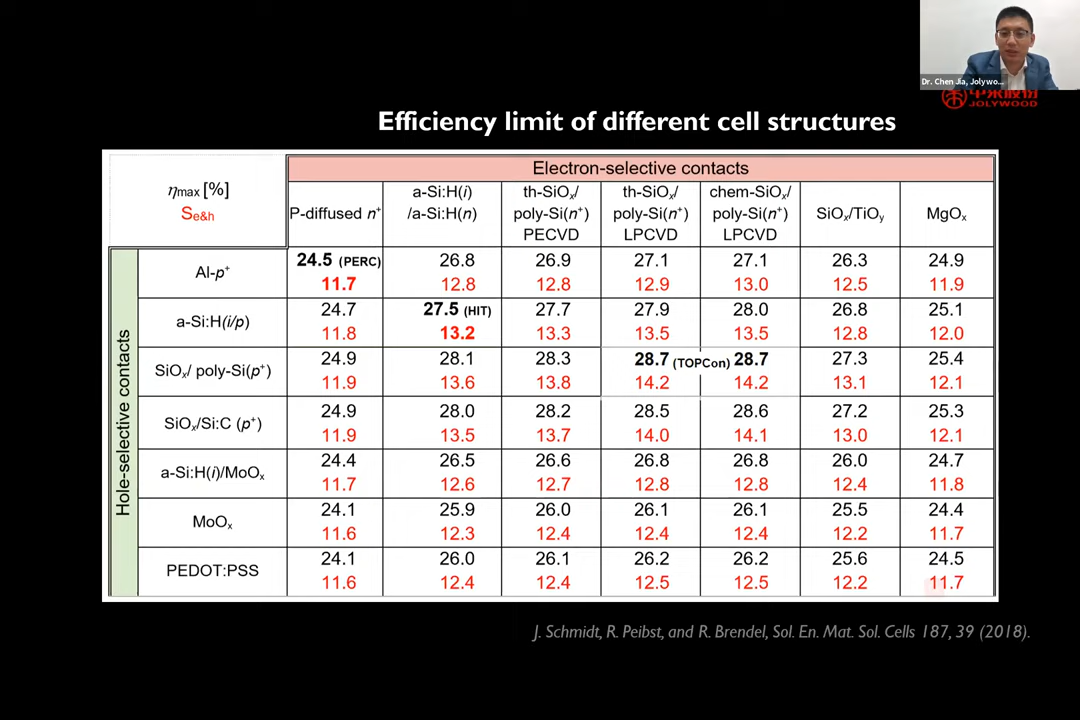 Dr. Chen Jia, Jolywo...
中来股份
JOLYWOOD
Efficiency limit of different cell structures
ηmax [%]
Se&h
Electron-selective contacts
P-diffused n+
a-Si:H(i)
/a-Si:H(n)
th-SiOx/
poly-Si(n+)
PECVD
th-SiOx/
poly-Si(n+)
LPCVD
chem-SiOx/
poly-Si(n+)
LPCVD
SiOx/TiOy
MgOx
Hole-selective contacts
Al-p+
24.5 (PERC) 26.8 26.9 27.1 27.1 26.3 24.9
11.7 12.8 12.8 12.9 13.0 12.5 11.9
a-Si:H(i/p)
24.7 27.5 (HIT) 27.7 27.9 28.0 26.8 25.1
11.8 13.2 13.3 13.5 13.5 12.8 12.0
SiOx/ poly-Si(p+)
24.9 28.1 28.3 28.7 (TOPCon) 28.7 27.3 25.4
11.9 13.6 13.8 14.2 14.2 13.1 12.1
SiOx/Si:C (p+)
24.9 28.0 28.2 28.5 28.6 27.2 25.3
11.9 13.5 13.7 14.0 14.1 13.0 12.1
a-Si:H(i)/MoOx
24.4 26.5 26.6 26.8 26.8 26.0 24.7
11.7 12.6 12.7 12.8 12.8 12.4 11.8
MoOx
24.1 25.9 26.0 26.1 26.1 25.5 24.4
11.6 12.3 12.4 12.4 12.4 12.2 11.7
PEDOT:PSS
24.1 26.0 26.1 26.2 26.2 25.6 24.5
11.6 12.4 12.4 12.5 12.5 12.2 11.7
J. Schmidt, R. Peibst, and R. Brendel, Sol. En. Mat. Sol. Cells 187, 39 (2018).